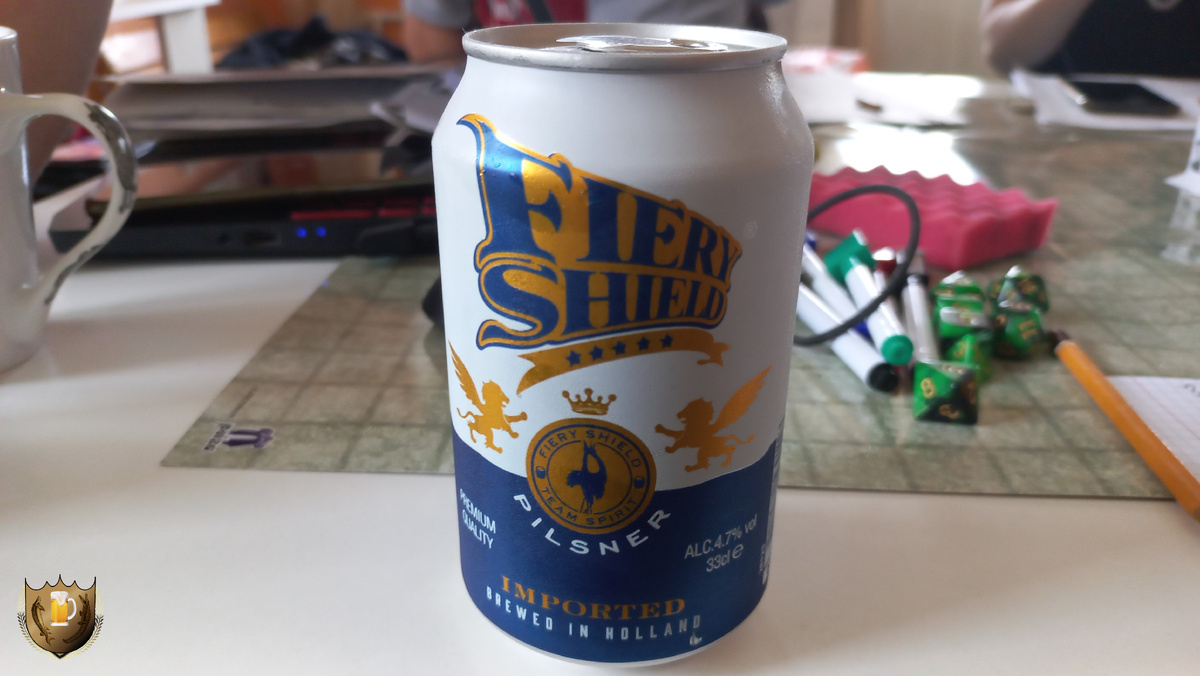 FIERY
SHIELD
FIERY SHIELD
TEAM SPIRIT
PILSNER
PREMIUM
QUALITY
ALC.4.7% vol
33cl e
IMPORTED
BREWED IN HOLLAND